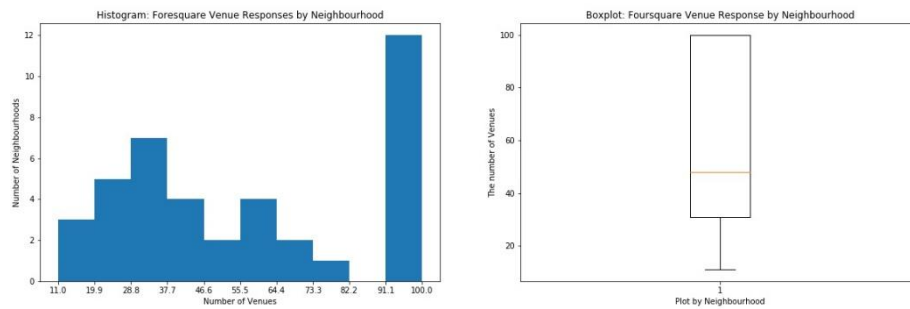 Histogram: Foresquare Venue Responses by Neighbourhood
12
10
8
6
4
2
0
Number of Neighbourhoods
11.0 19.9 28.8 37.7 46.6 55.5 64.4 73.3 82.2 91.1 100.0
Number of Venues
Boxplot: Foursquare Venue Response by Neighbourhood
100
80
60
40
20
The number of Venues
1
Plot by Neighbourhood